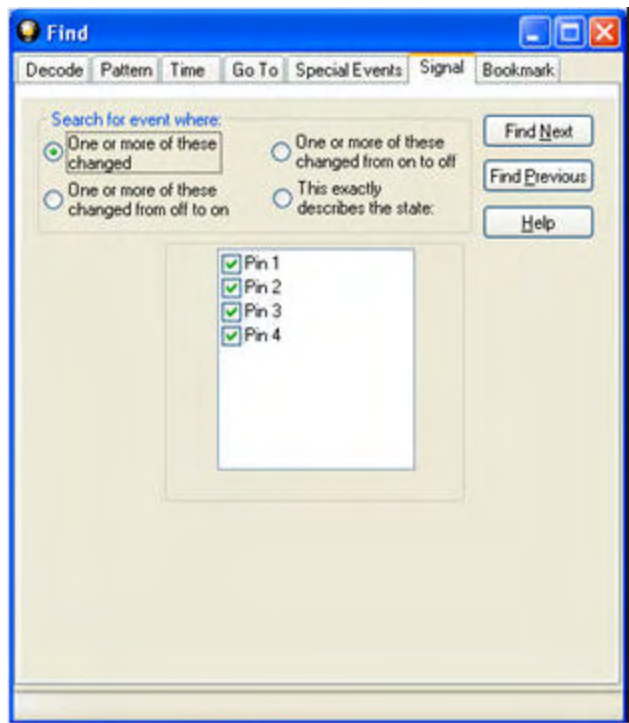 Find
Decode Pattern Time Go To Special Events Signal Bookmark
Search for event where:
One or more of these
changed
One or more of these
changed from on to off
One or more of these
changed from off to on
This exactly
describes the state:
Find Next
Find Previous
Help
Pin 1
Pin 2
Pin 3
Pin 4